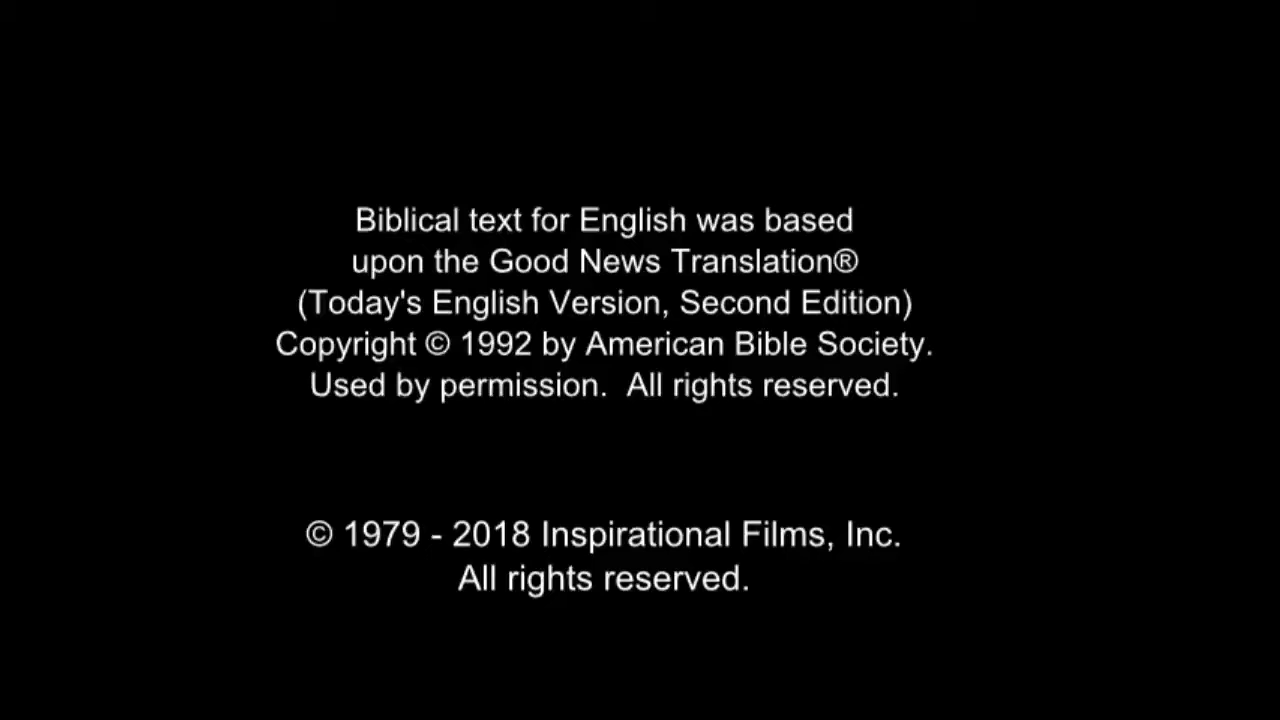 Biblical text for English was based
upon the Good News Translation®
(Today's English Version, Second Edition)
Copyright © 1992 by American Bible Society.
Used by permission.  All rights reserved.
© 1979 - 2018 Inspirational Films, Inc.
All rights reserved.